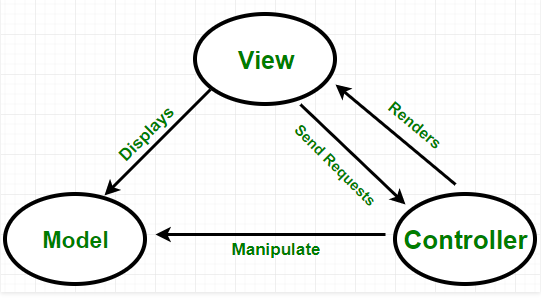 View
Displays
Send Requests
Renders
Model
Manipulate
Controller